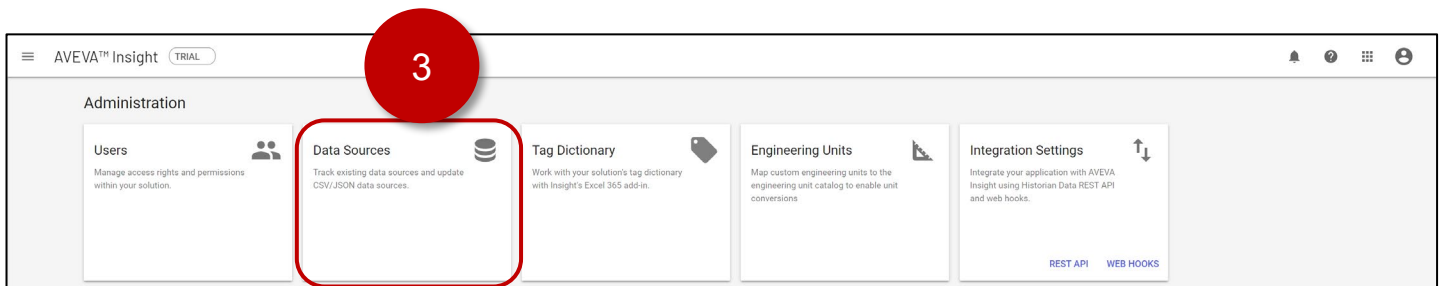 AVEVA™ Insight TRIAL
3
Administration
Users
Manage access rights and permissions
within your solution.
Data Sources
Track existing data sources and update
CSV/JSON data sources.
Tag Dictionary
Work with your solution's tag dictionary
with Insight's Excel 365 add-in.
Engineering Units
Map custom engineering units to the
engineering unit catalog to enable unit
conversions
Integration Settings
Integrate your application with AVEVA
Insight using Historian Data REST API
and web hooks.
REST API WEB HOOKS